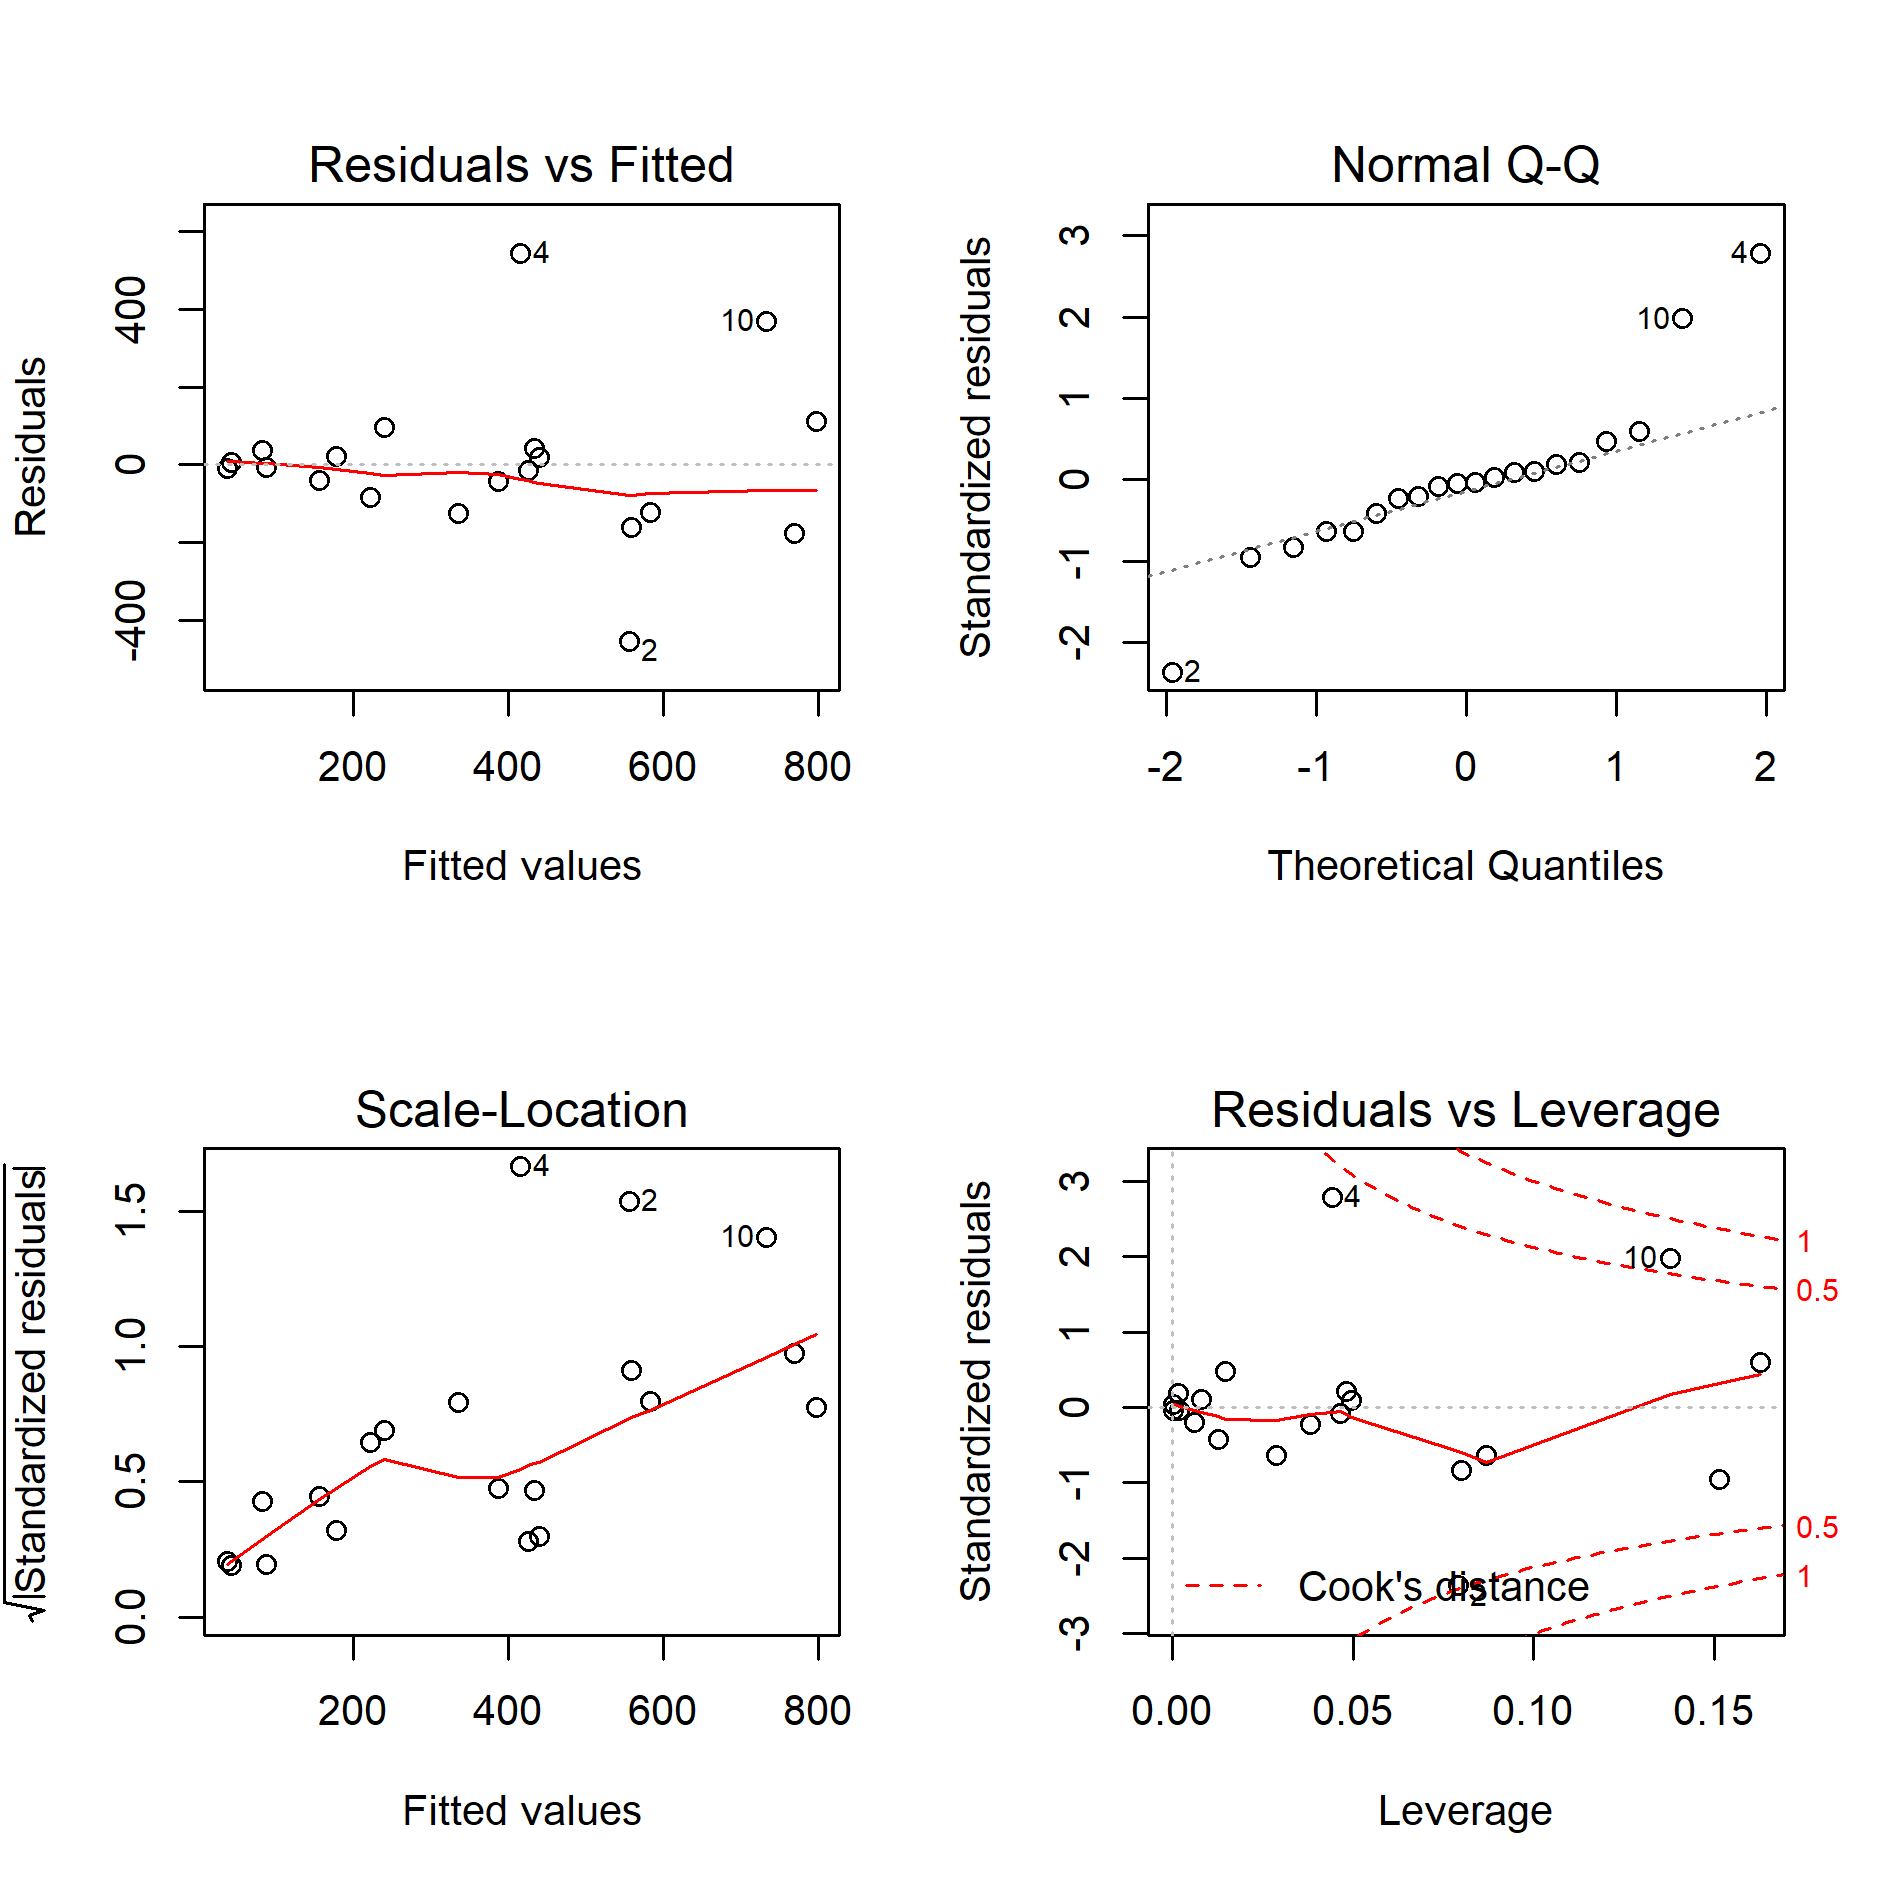 Residuals vs Fitted
Residuals
400
0
-400
4
10
2
200 400 600 800
Fitted values
Normal Q-Q
Standardized residuals
3
2
1
0
-1
-2
4
10
2
-2 -1 0 1 2
Theoretical Quantiles
Scale-Location
√|Standardized residuals|
1.5
1.0
0.5
0.0
4
2
10
200 400 600 800
Fitted values
Residuals vs Leverage
Standardized residuals
3
2
1
0
-1
-2
-3
4
10
2
1
0.5
0.5
1
Cook's distance
0.00 0.05 0.10 0.15
Leverage